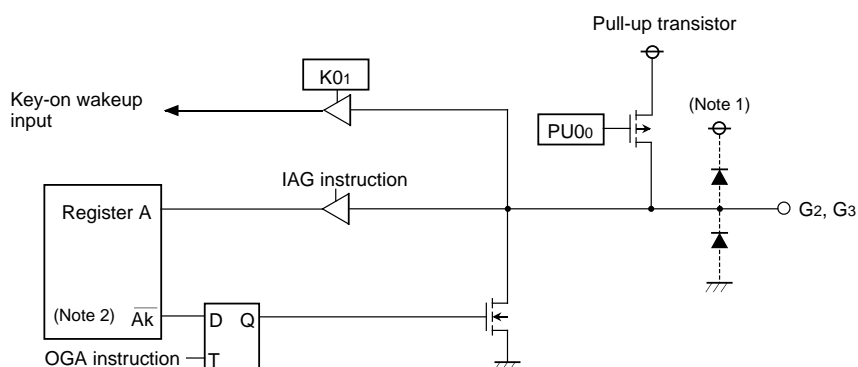 Pull-up transistor
K01
Key-on wakeup
input
(Note 1)
PU00
IAG instruction
Register A
G2, G3
(Note 2)
A̅k̅
D
Q
OGA instruction
T